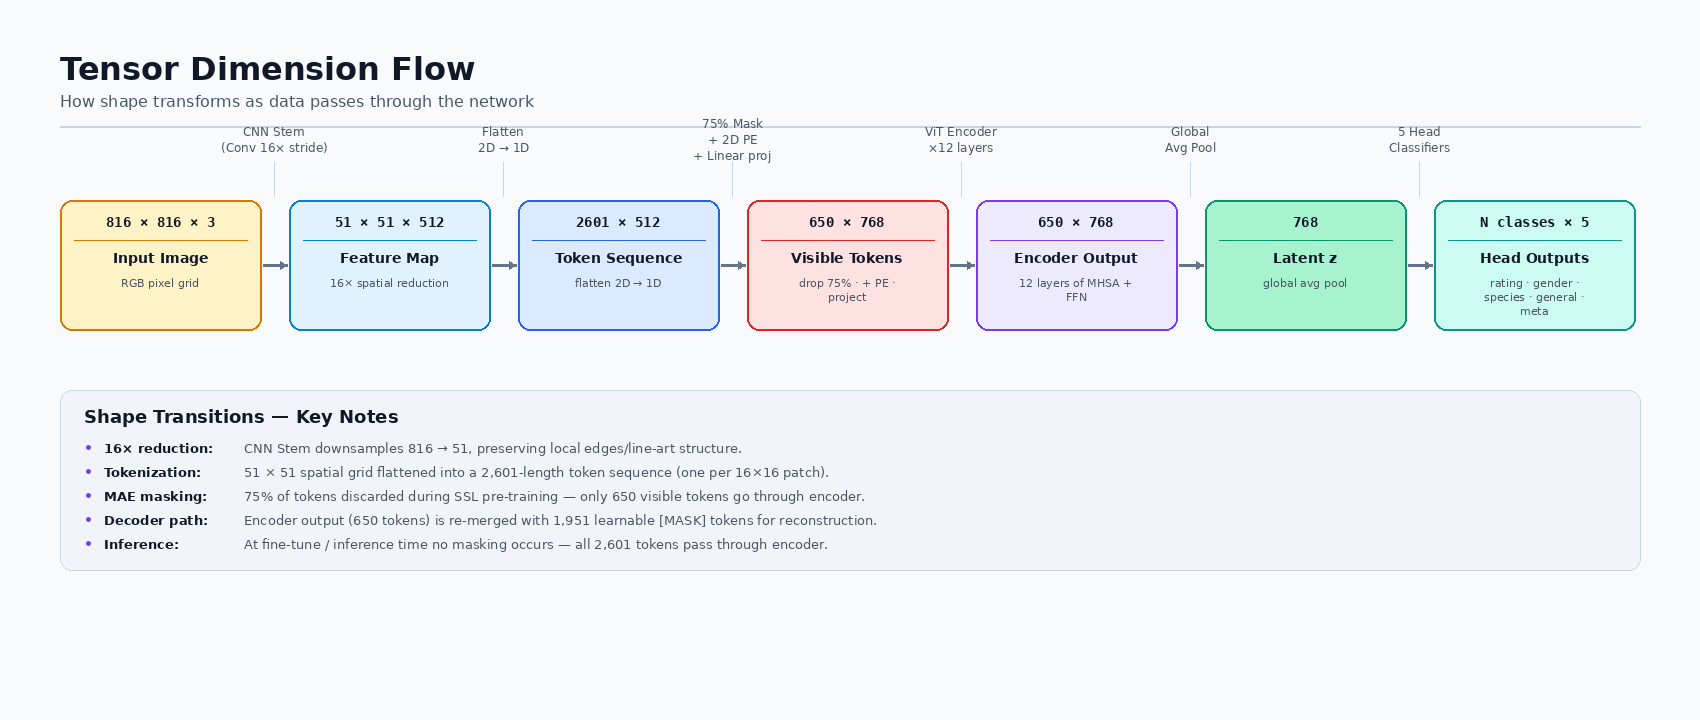 Tensor Dimension Flow
How shape transforms as data passes through the network
CNN Stem
(Conv 16× stride)
Flatten
2D → 1D
75% Mask
+ 2D PE
+ Linear proj
ViT Encoder
×12 layers
Global
Avg Pool
5 Head
Classifiers
816 × 816 × 3
Input Image
RGB pixel grid
51 × 51 × 512
Feature Map
16× spatial reduction
2601 × 512
Token Sequence
flatten 2D → 1D
650 × 768
Visible Tokens
drop 75% · + PE ·
project
650 × 768
Encoder Output
12 layers of MHSA +
FFN
768
Latent z
global avg pool
N classes × 5
Head Outputs
rating · gender ·
species · general ·
meta
Shape Transitions — Key Notes
• 16× reduction: CNN Stem downsamples 816 → 51, preserving local edges/line-art structure.
• Tokenization: 51 × 51 spatial grid flattened into a 2,601-length token sequence (one per 16×16 patch).
• MAE masking: 75% of tokens discarded during SSL pre-training — only 650 visible tokens go through encoder.
• Decoder path: Encoder output (650 tokens) is re-merged with 1,951 learnable [MASK] tokens for reconstruction.
• Inference: At fine-tune / inference time no masking occurs — all 2,601 tokens pass through encoder.